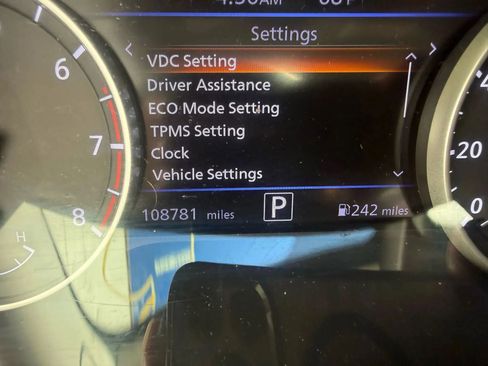 Settings
VDC Setting
Driver Assistance
ECO Mode Setting
TPMS Setting
Clock
Vehicle Settings
108781 miles
P
242 miles
6
7
8
H
20
0